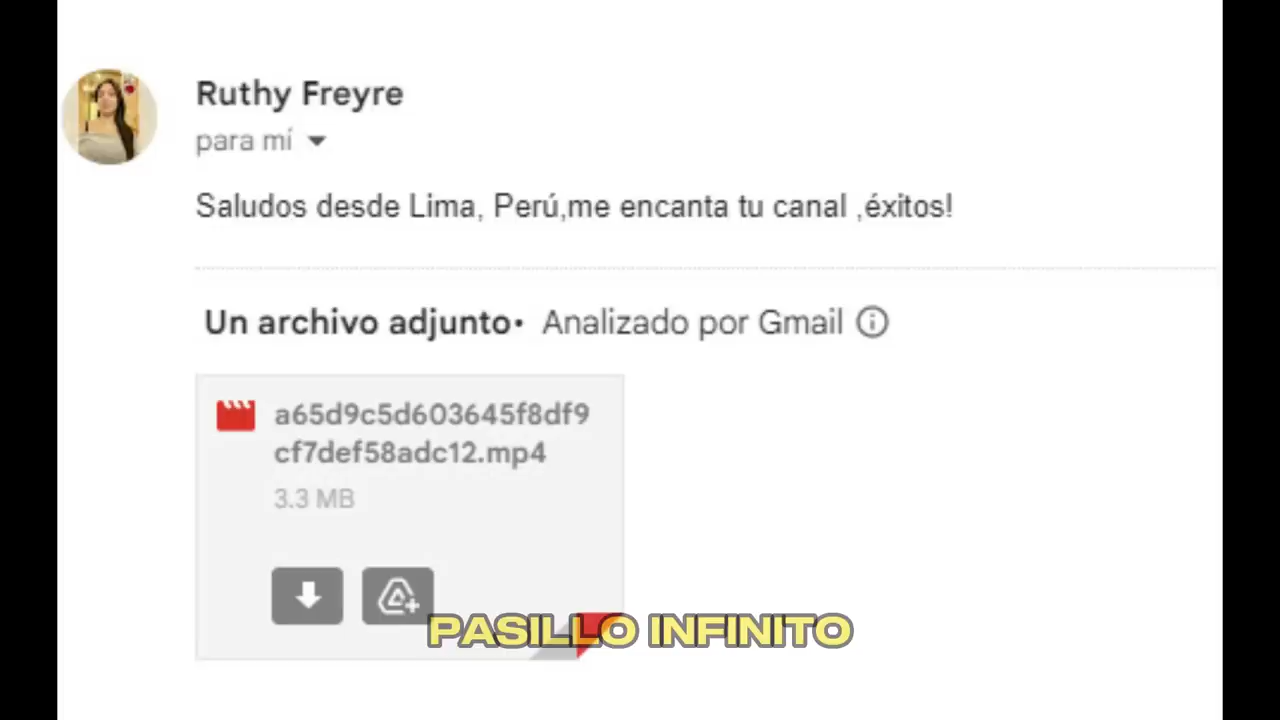 Ruthy Freyre
para mí
Saludos desde Lima, Perú,me encanta tu canal ,éxitos!
Un archivo adjunto• Analizado por Gmail
a65d9c5d603645f8df9
cf7def58adc12.mp4
3.3 MB
PASILLO INFINITO